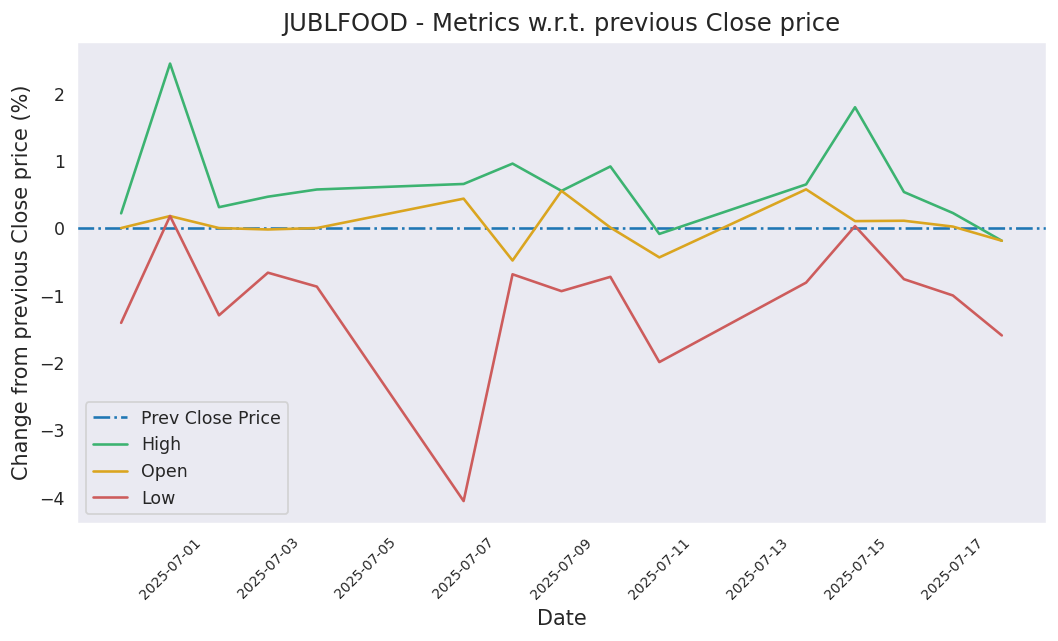 JUBLFOOD - Metrics w.r.t. previous Close price
Change from previous Close price (%)
2
1
0
−1
−2
−3
−4
Prev Close Price
High
Open
Low
2025-07-01
2025-07-03
2025-07-05
2025-07-07
2025-07-09
2025-07-11
2025-07-13
2025-07-15
2025-07-17
Date